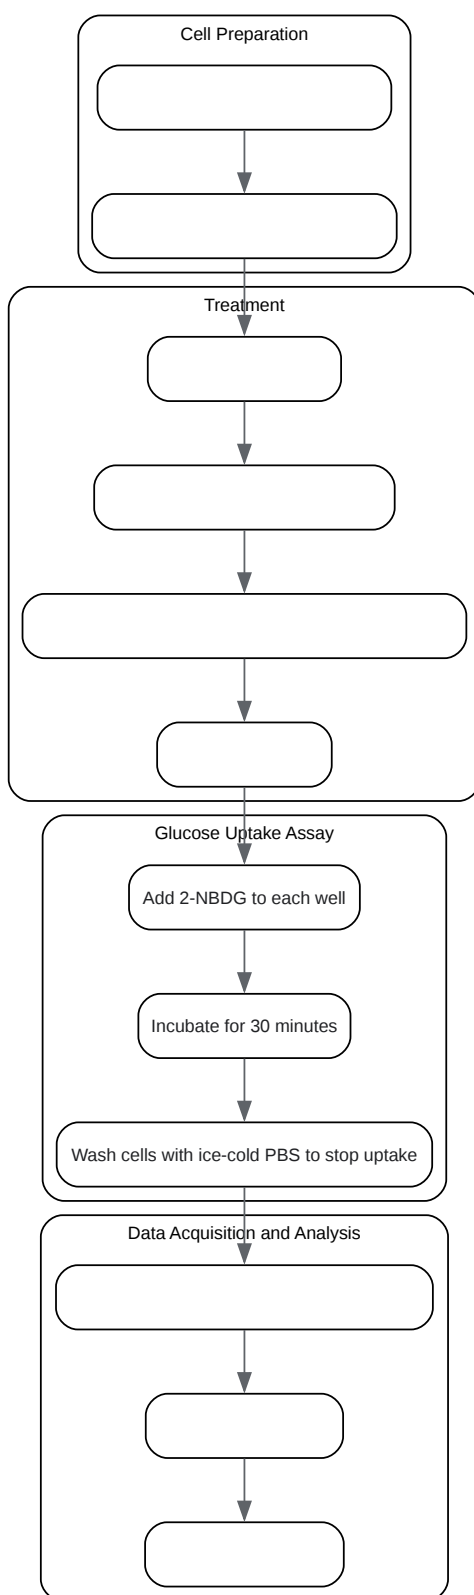 Cell Preparation
Treatment
Glucose Uptake Assay
Add 2-NBDG to each well
Incubate for 30 minutes
Wash cells with ice-cold PBS to stop uptake
Data Acquisition and Analysis